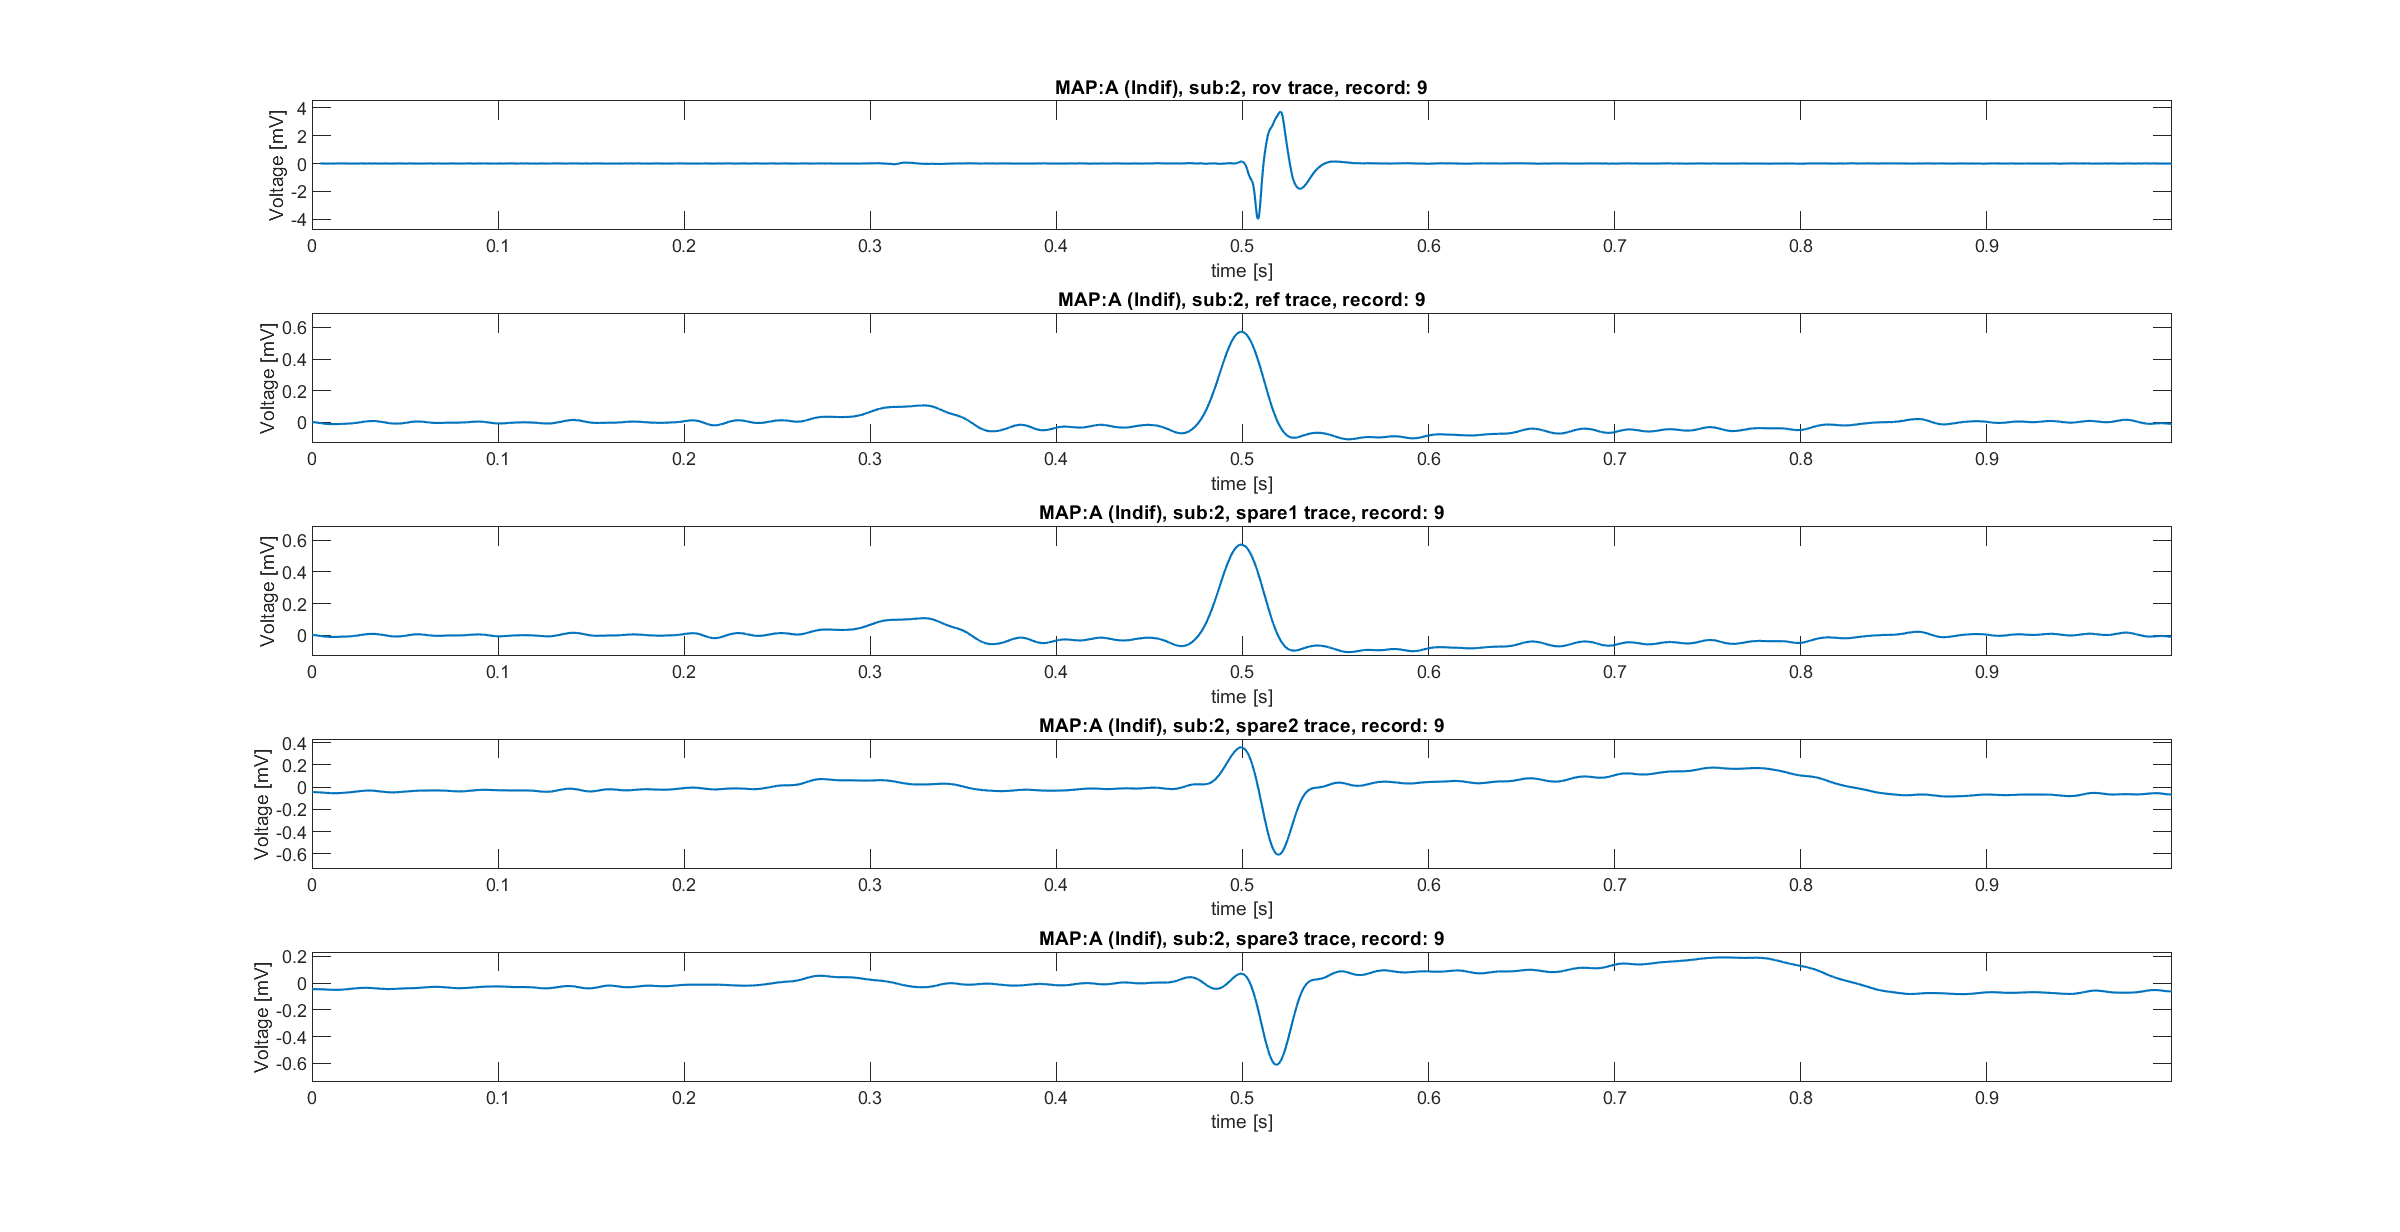 MAP:A (Indif), sub:2, rov trace, record: 9
Voltage [mV]
4
2
0
-2
-4
0 0.1 0.2 0.3 0.4 0.5 0.6 0.7 0.8 0.9
time [s]
MAP:A (Indif), sub:2, ref trace, record: 9
Voltage [mV]
0.6
0.4
0.2
0
0 0.1 0.2 0.3 0.4 0.5 0.6 0.7 0.8 0.9
time [s]
MAP:A (Indif), sub:2, spare1 trace, record: 9
Voltage [mV]
0.6
0.4
0.2
0
0 0.1 0.2 0.3 0.4 0.5 0.6 0.7 0.8 0.9
time [s]
MAP:A (Indif), sub:2, spare2 trace, record: 9
Voltage [mV]
0.4
0.2
0
-0.2
-0.4
-0.6
0 0.1 0.2 0.3 0.4 0.5 0.6 0.7 0.8 0.9
time [s]
MAP:A (Indif), sub:2, spare3 trace, record: 9
Voltage [mV]
0.2
0
-0.2
-0.4
-0.6
0 0.1 0.2 0.3 0.4 0.5 0.6 0.7 0.8 0.9
time [s]